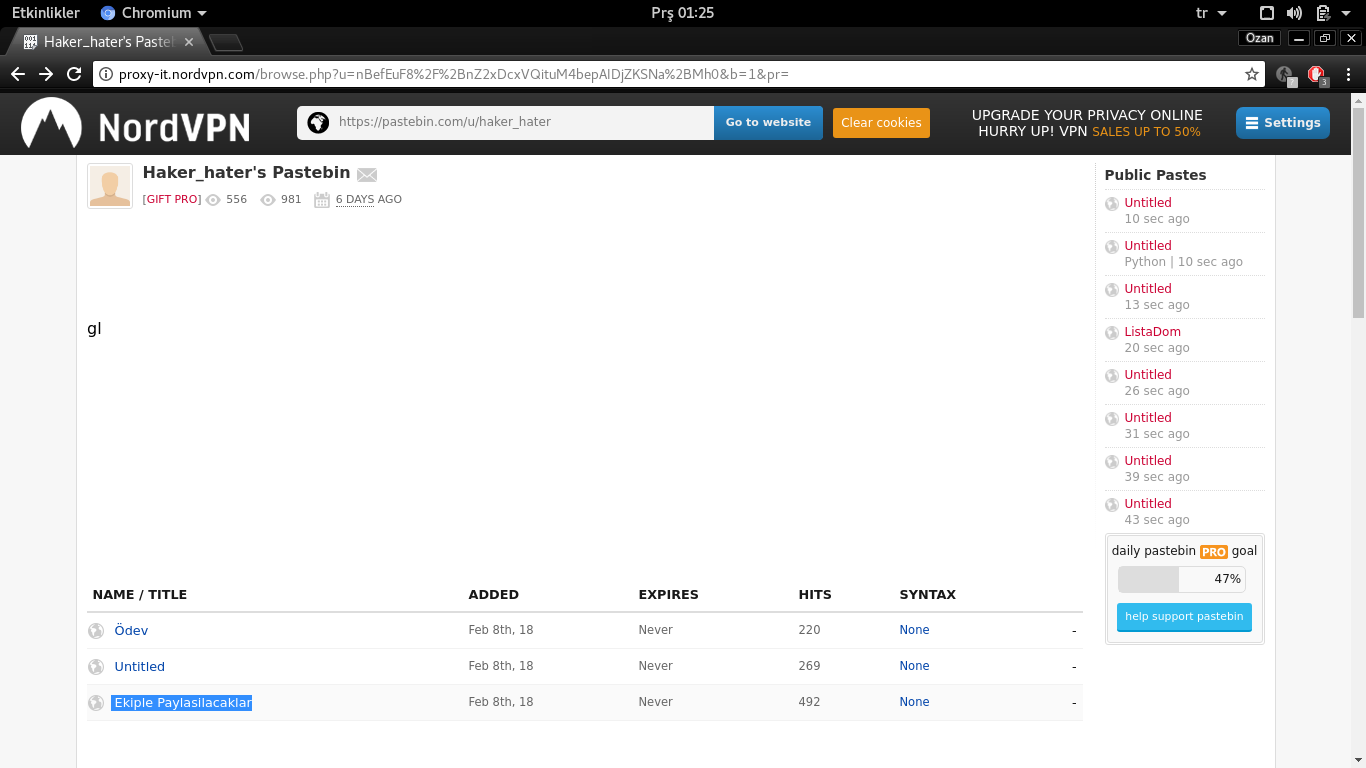 Etkinlikler Chromium Prş 01:25 tr
Haker_hater's Pasteb Ozan
proxy-it.nordvpn.com/browse.php?u=nBefEuF8%2F%2BnZ2xDcxVQituM4bepAIDjZKSNa%2BMh0&b=1&pr= ? 3
NordVPN https://pastebin.com/u/haker_hater Go to website Clear cookies UPGRADE YOUR PRIVACY ONLINE
HURRY UP! VPN SALES UP TO 50% Settings
Haker_hater's Pastebin
[GIFT PRO] 556 981 6 DAYS AGO
gl
NAME / TITLE ADDED EXPIRES HITS SYNTAX
Ödev Feb 8th, 18 Never 220 None -
Untitled Feb 8th, 18 Never 269 None -
Ekiple Paylasilacaklar Feb 8th, 18 Never 492 None -
Public Pastes
Untitled
10 sec ago
Untitled
Python | 10 sec ago
Untitled
13 sec ago
ListaDom
20 sec ago
Untitled
26 sec ago
Untitled
31 sec ago
Untitled
39 sec ago
Untitled
43 sec ago
daily pastebin PRO goal
47%
help support pastebin